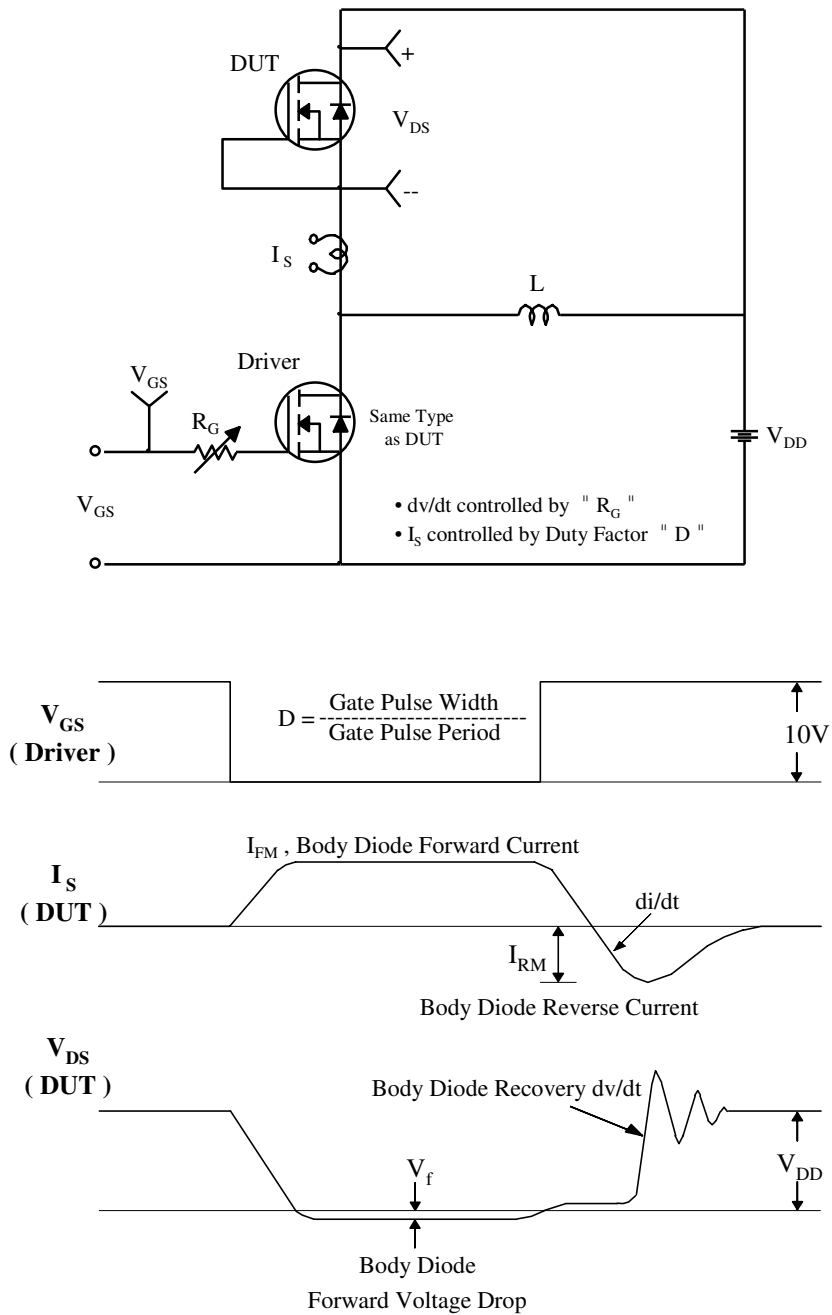 DUT
+
V_DS
--
I_S
L
Driver
V_GS
R_G
Same Type
as DUT
V_DD
V_GS
• dv/dt controlled by " R_G "
• I_S controlled by Duty Factor " D "
V_GS
( Driver )
D = Gate Pulse Width
--------------------------
Gate Pulse Period
10V
I_FM , Body Diode Forward Current
I_S
( DUT )
di/dt
I_RM
Body Diode Reverse Current
V_DS
( DUT )
Body Diode Recovery dv/dt
V_f
V_DD
Body Diode
Forward Voltage Drop